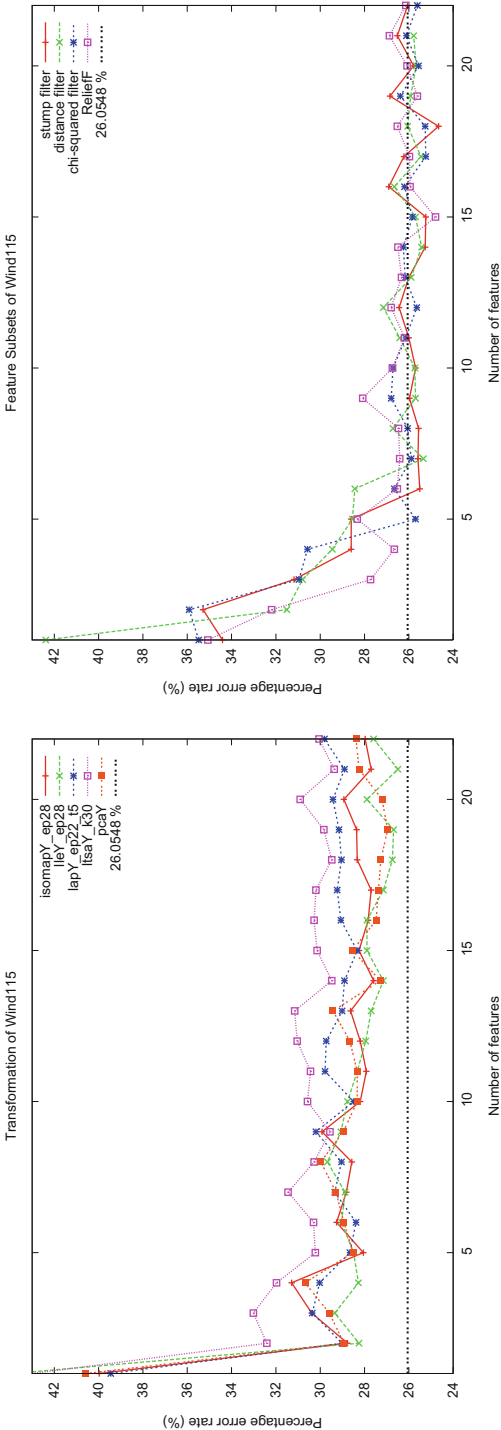 Transformation of Wind115
isomapY_ep28
lleY_ep28
lapY_ep22_t5
ltsaY_k30
pcaY
26.0548 %
Percentage error rate (%)
42
40
38
36
34
32
30
28
26
24
5
10
15
20
Number of features
Feature Subsets of Wind115
stump filter
distance filter
chi-squared filter
ReliefF
26.0548 %
Percentage error rate (%)
42
40
38
36
34
32
30
28
26
24
5
10
15
20
Number of features